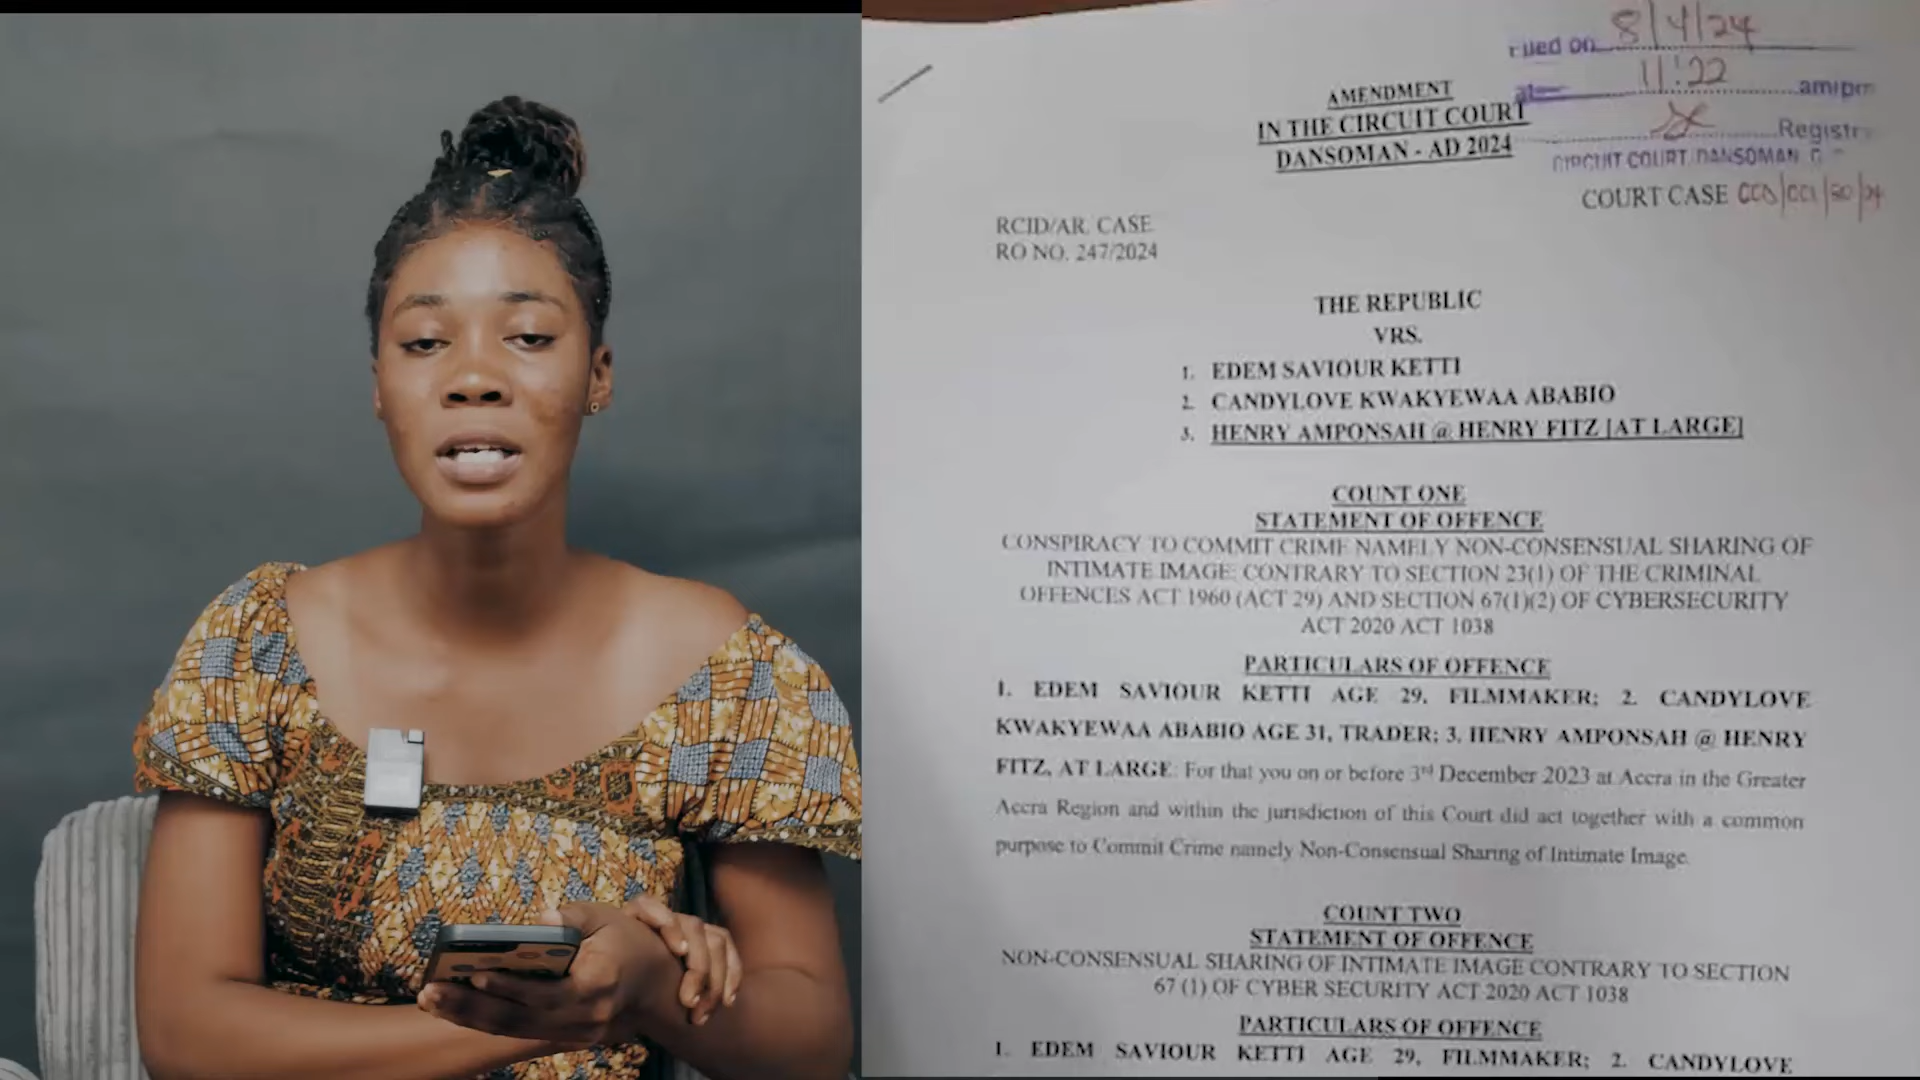 Filed on 8/4/24
at 11:22 am/pm
Registr
CIRCUIT COURT DANSOMAN
AMENDMENT
IN THE CIRCUIT COURT
DANSOMAN - AD 2024
COURT CASE
RCID/AR. CASE
RO NO. 247/2024
THE REPUBLIC
VRS.
1. EDEM SAVIOUR KETTI
2. CANDYLOVE KWAKYEWAA ABABIO
3. HENRY AMPONSAH @ HENRY FITZ [AT LARGE]
COUNT ONE
STATEMENT OF OFFENCE
CONSPIRACY TO COMMIT CRIME NAMELY NON-CONSENSUAL SHARING OF
INTIMATE IMAGE: CONTRARY TO SECTION 23(1) OF THE CRIMINAL
OFFENCES ACT 1960 (ACT 29) AND SECTION 67(1)(2) OF CYBERSECURITY
ACT 2020 ACT 1038
PARTICULARS OF OFFENCE
1. EDEM SAVIOUR KETTI AGE 29, FILMMAKER; 2. CANDYLOVE
KWAKYEWAA ABABIO AGE 31, TRADER; 3. HENRY AMPONSAH @ HENRY
FITZ, AT LARGE: For that you on or before 3rd December 2023 at Accra in the Greater
Accra Region and within the jurisdiction of this Court did act together with a common
purpose to Commit Crime namely Non-Consensual Sharing of Intimate Image.
COUNT TWO
STATEMENT OF OFFENCE
NON-CONSENSUAL SHARING OF INTIMATE IMAGE CONTRARY TO SECTION
67 (1) OF CYBER SECURITY ACT 2020 ACT 1038
PARTICULARS OF OFFENCE
1. EDEM SAVIOUR KETTI AGE 29, FILMMAKER; 2. CANDYLOVE